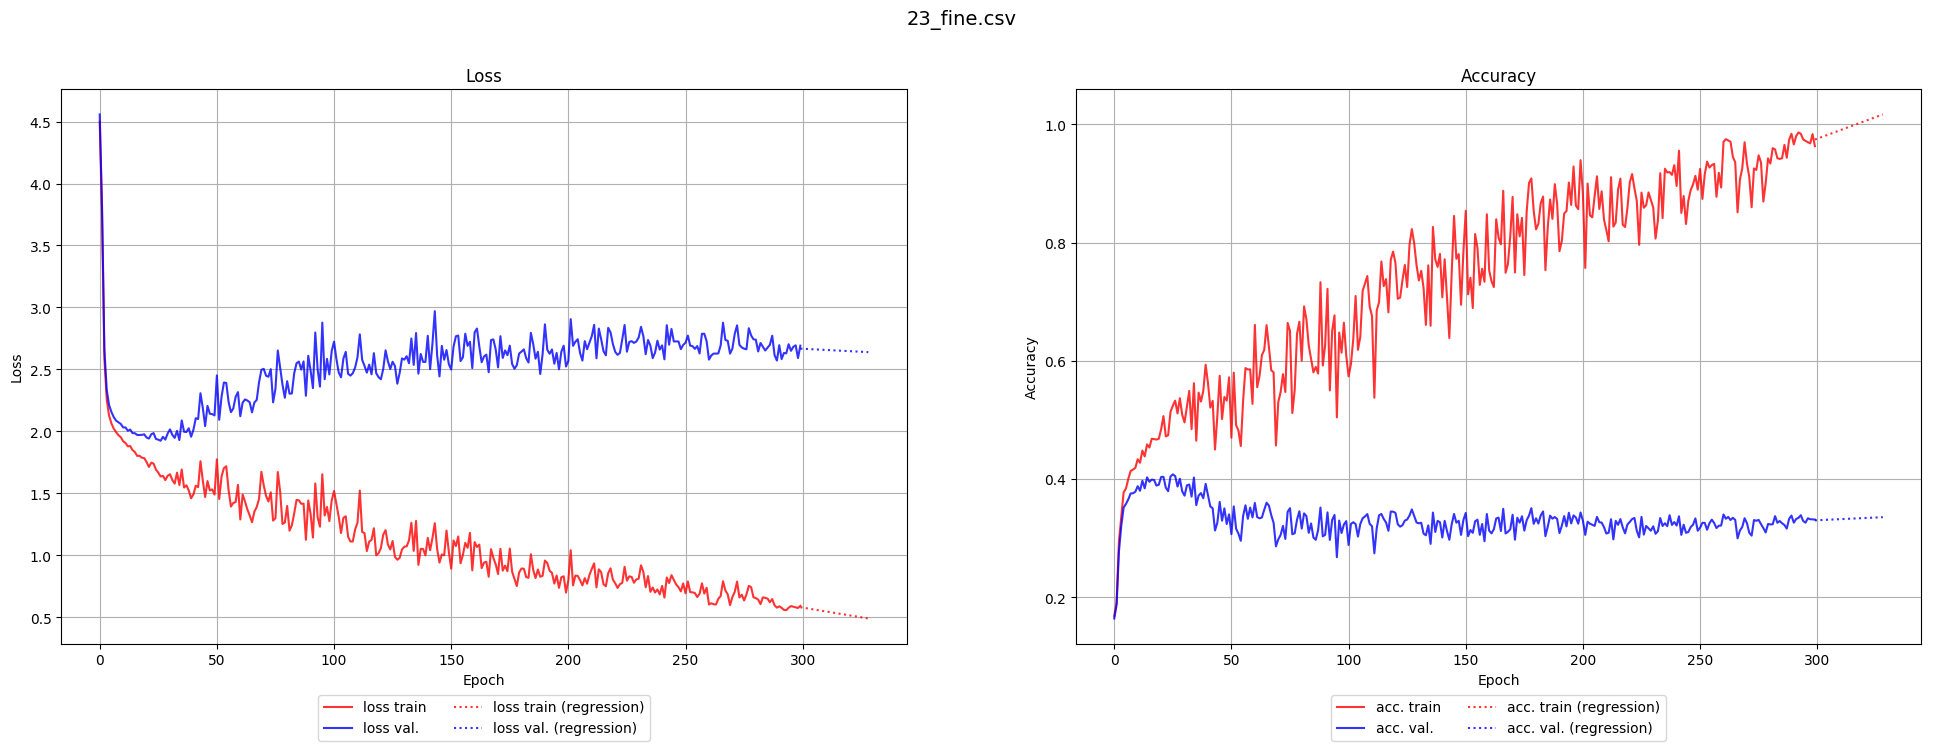 23_fine.csv
Loss
Loss
4.5
4.0
3.5
3.0
2.5
2.0
1.5
1.0
0.5
0 50 100 150 200 250 300
Epoch
loss train loss train (regression)
loss val. loss val. (regression)
Accuracy
Accuracy
1.0
0.8
0.6
0.4
0.2
0 50 100 150 200 250 300
Epoch
acc. train acc. train (regression)
acc. val. acc. val. (regression)